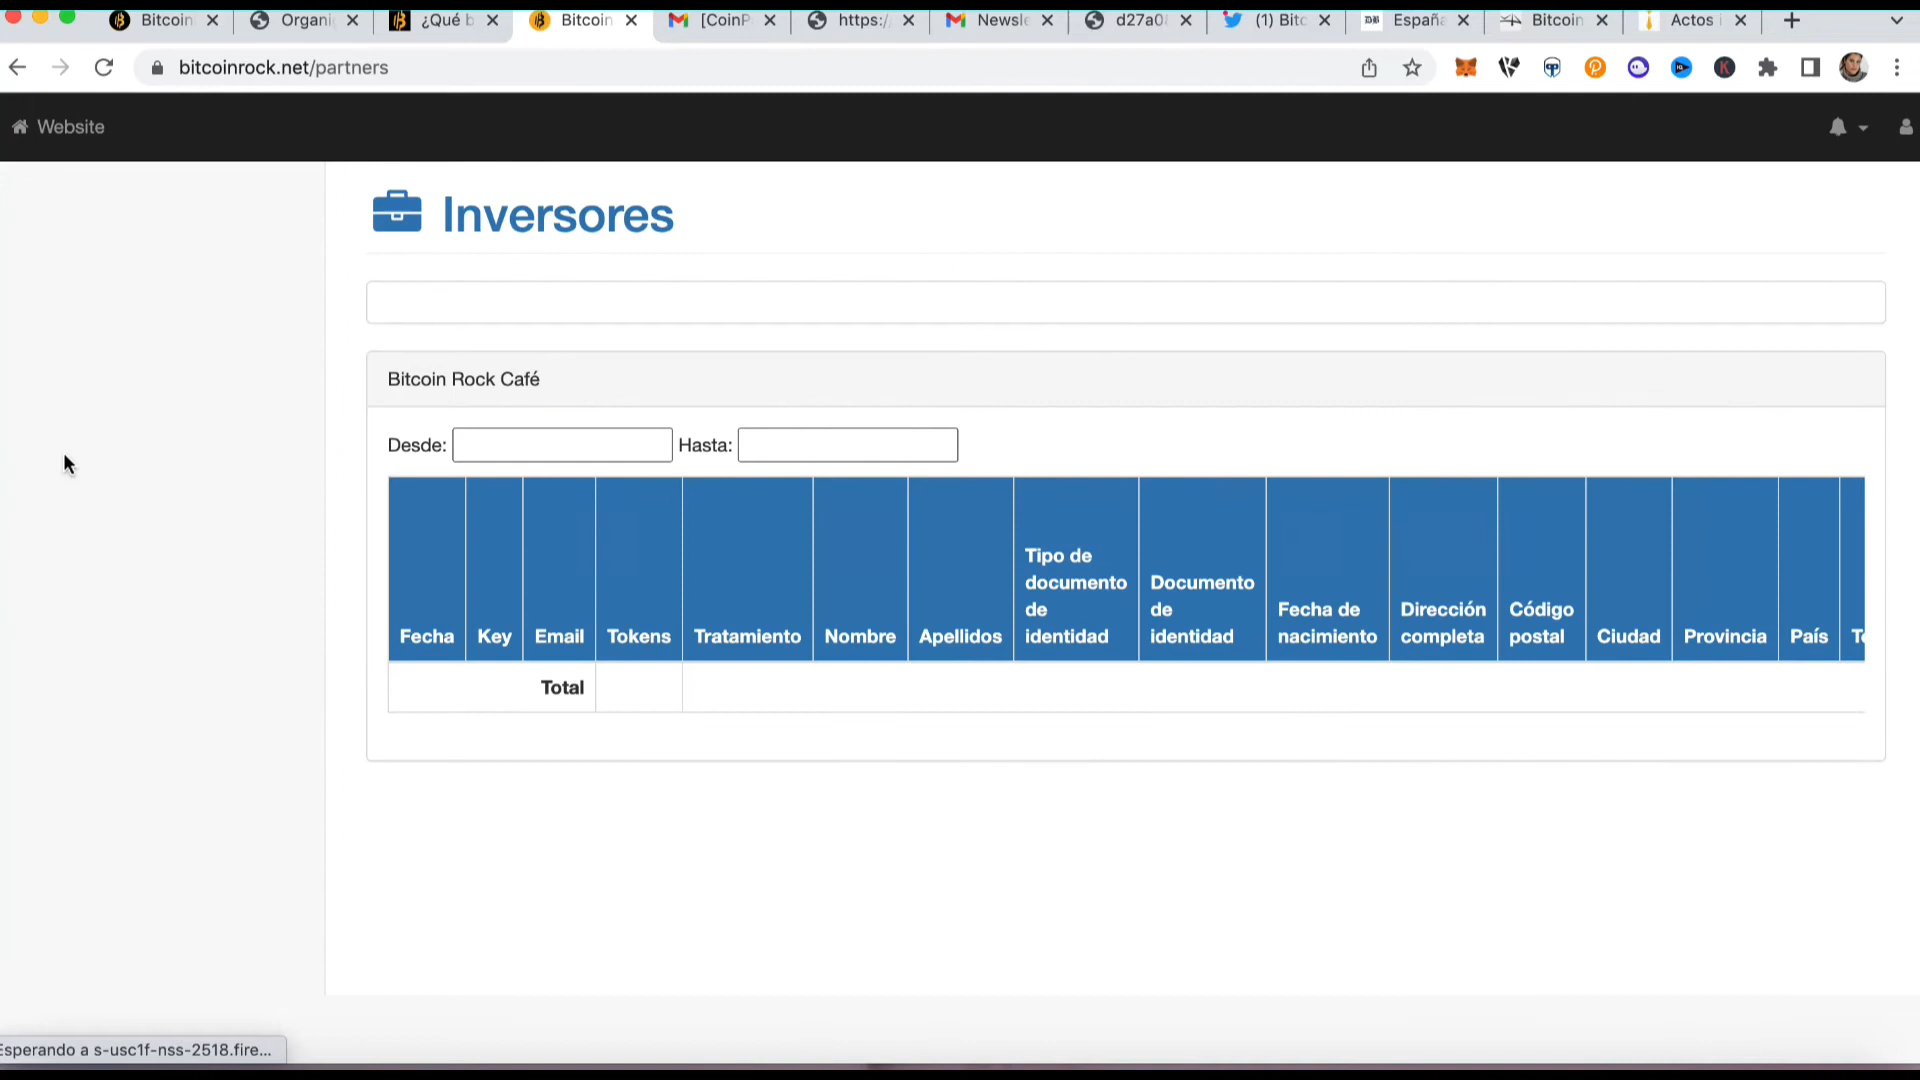 Bitcoin
Organi
¿Qué b
Bitcoin
[CoinP
https:/
Newsle
d27a0
(1) Bitc
España
Bitcoin
Actos
bitcoinrock.net/partners
Website
Inversores
Bitcoin Rock Café
Desde:
Hasta:
Fecha
Key
Email
Tokens
Tratamiento
Nombre
Apellidos
Tipo de
documento
de
identidad
Documento
de
identidad
Fecha de
nacimiento
Dirección
completa
Código
postal
Ciudad
Provincia
País
Total
Esperando a s-usc1f-nss-2518.fire...